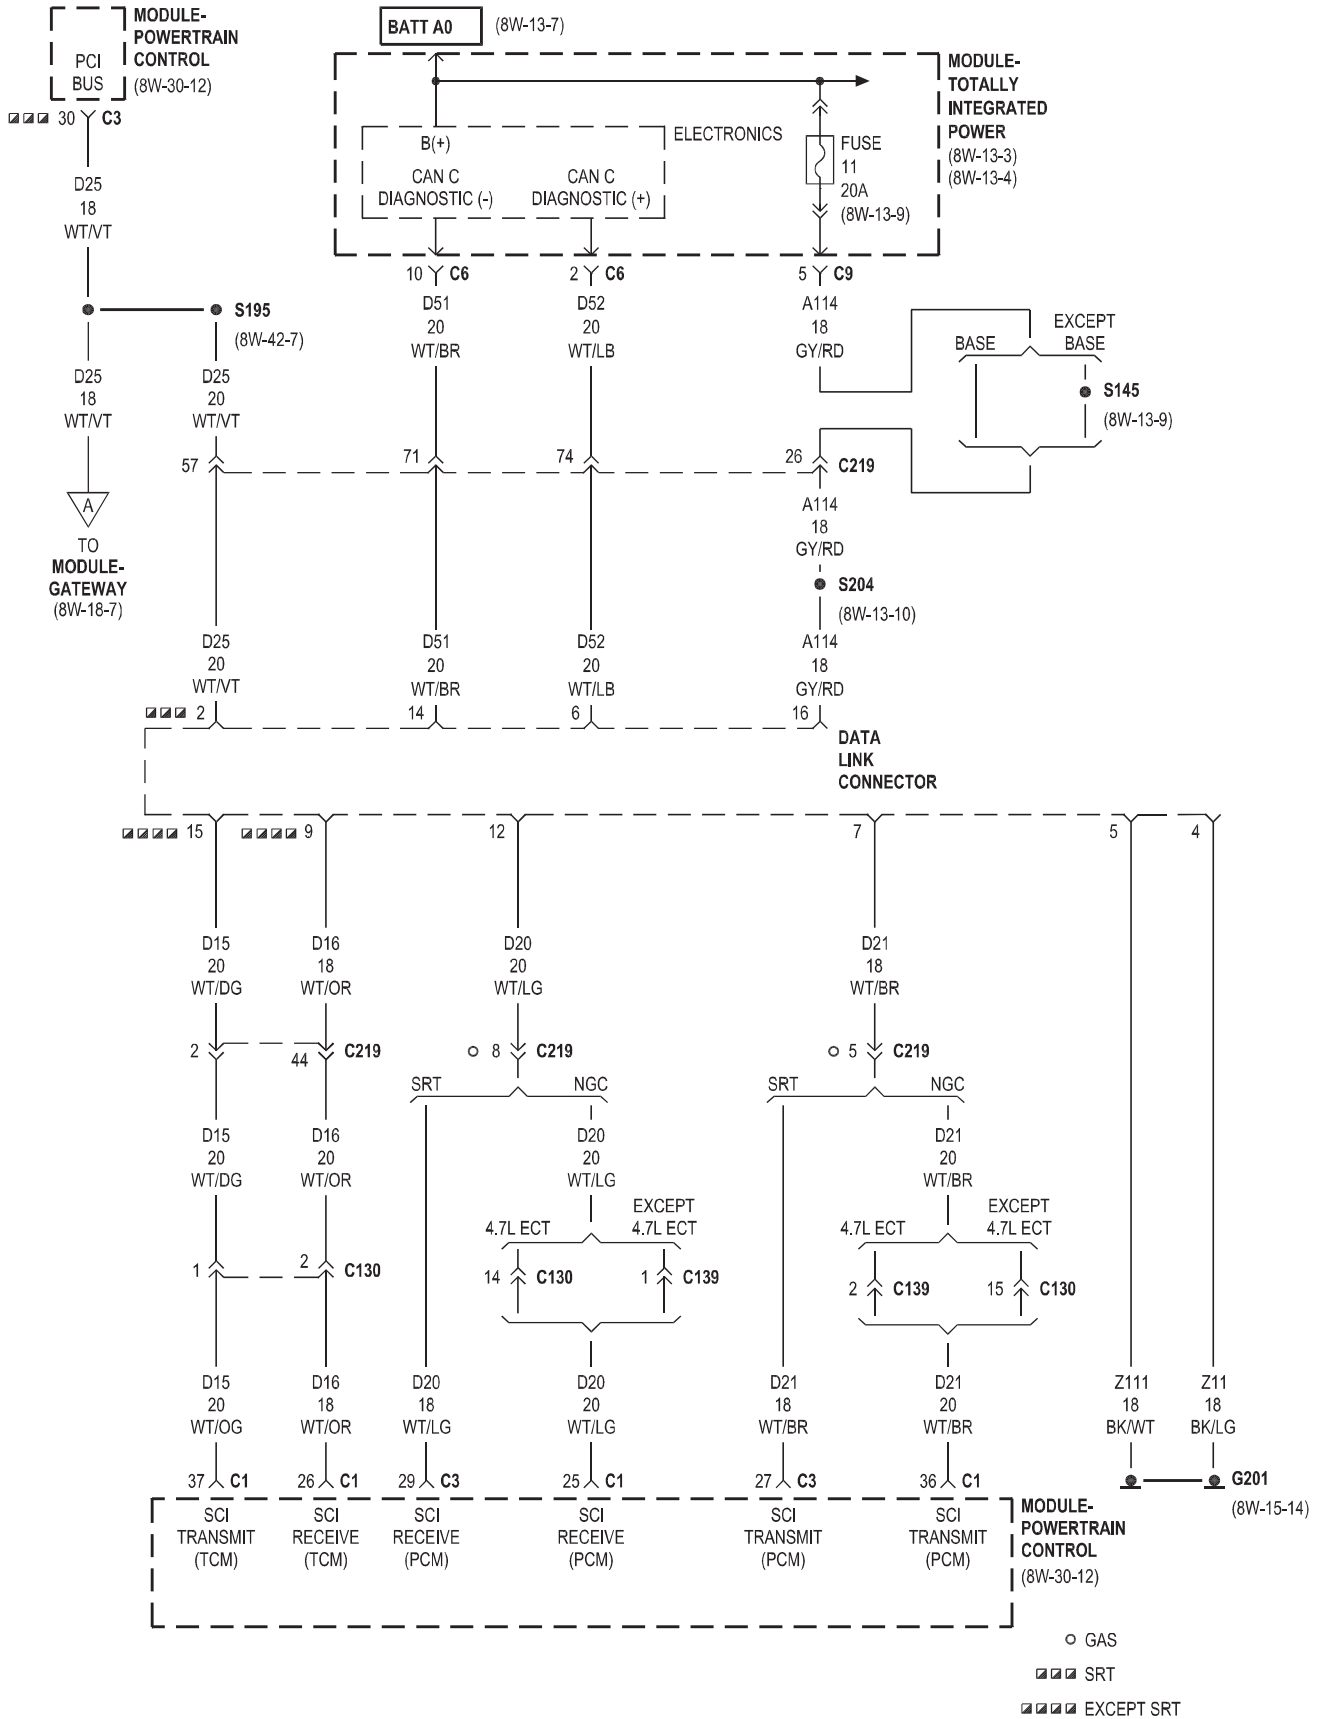 MODULE-
POWERTRAIN
CONTROL
(8W-30-12)
PCI
BUS
30 C3
D25
18
WT/VT
S195
(8W-42-7)
D25
18
WT/VT
D25
20
WT/VT
A
TO
MODULE-
GATEWAY
(8W-18-7)
BATT A0 (8W-13-7)
MODULE-
TOTALLY
INTEGRATED
POWER
(8W-13-3)
(8W-13-4)
ELECTRONICS
B(+)
CAN C
DIAGNOSTIC (-)
CAN C
DIAGNOSTIC (+)
FUSE
11
20A
(8W-13-9)
10 C6
2 C6
5 C9
D51
20
WT/BR
D52
20
WT/LB
A114
18
GY/RD
BASE
EXCEPT
BASE
S145
(8W-13-9)
57
71
74
26 C219
A114
18
GY/RD
S204
(8W-13-10)
D25
20
WT/VT
D51
20
WT/BR
D52
20
WT/LB
A114
18
GY/RD
2
14
6
16
DATA
LINK
CONNECTOR
15
9
12
7
5
4
D15
20
WT/DG
D16
18
WT/OR
D20
20
WT/LG
D21
18
WT/BR
2
44 C219
8 C219
5 C219
SRT
NGC
SRT
NGC
D15
20
WT/DG
D16
20
WT/OR
D20
20
WT/LG
D21
20
WT/BR
4.7L ECT
EXCEPT
4.7L ECT
4.7L ECT
EXCEPT
4.7L ECT
1
2 C130
14 C130
1 C139
2 C139
15 C130
D15
20
WT/OG
D16
18
WT/OR
D20
18
WT/LG
D20
20
WT/LG
D21
18
WT/BR
D21
20
WT/BR
Z111
18
BK/WT
Z11
18
BK/LG
37 C1
26 C1
29 C3
25 C1
27 C3
36 C1
G201
(8W-15-14)
SCI
TRANSMIT
(TCM)
SCI
RECEIVE
(TCM)
SCI
RECEIVE
(PCM)
SCI
RECEIVE
(PCM)
SCI
TRANSMIT
(PCM)
SCI
TRANSMIT
(PCM)
MODULE-
POWERTRAIN
CONTROL
(8W-30-12)
GAS
SRT
EXCEPT SRT